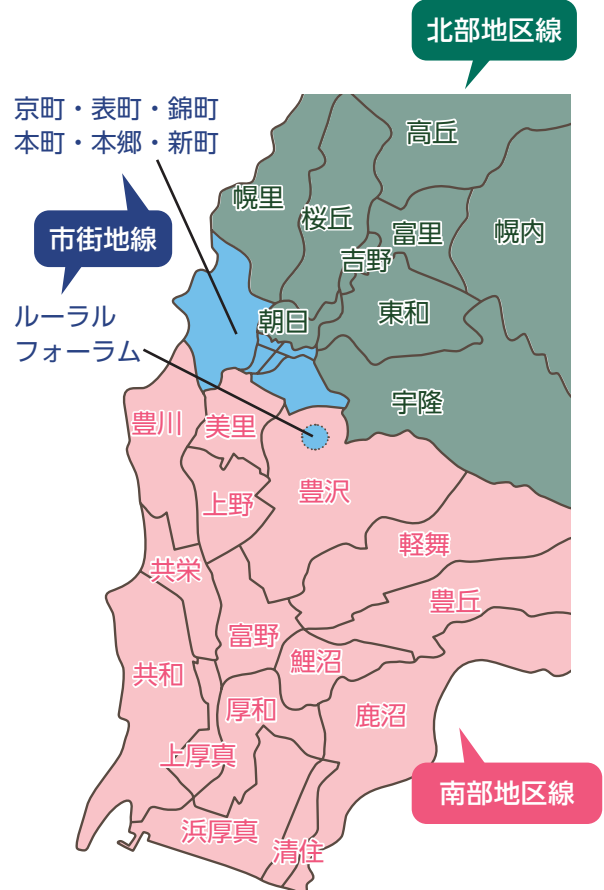 北部地区線
京町・表町・錦町
本町・本郷・新町
市街地線
ルーラル
フォーラム
高丘
幌里
桜丘
富里
幌内
吉野
朝日
東和
宇隆
豊川
美里
豊沢
上野
軽舞
共栄
豊丘
富野
鯉沼
共和
厚和
鹿沼
上厚真
南部地区線
浜厚真
清住